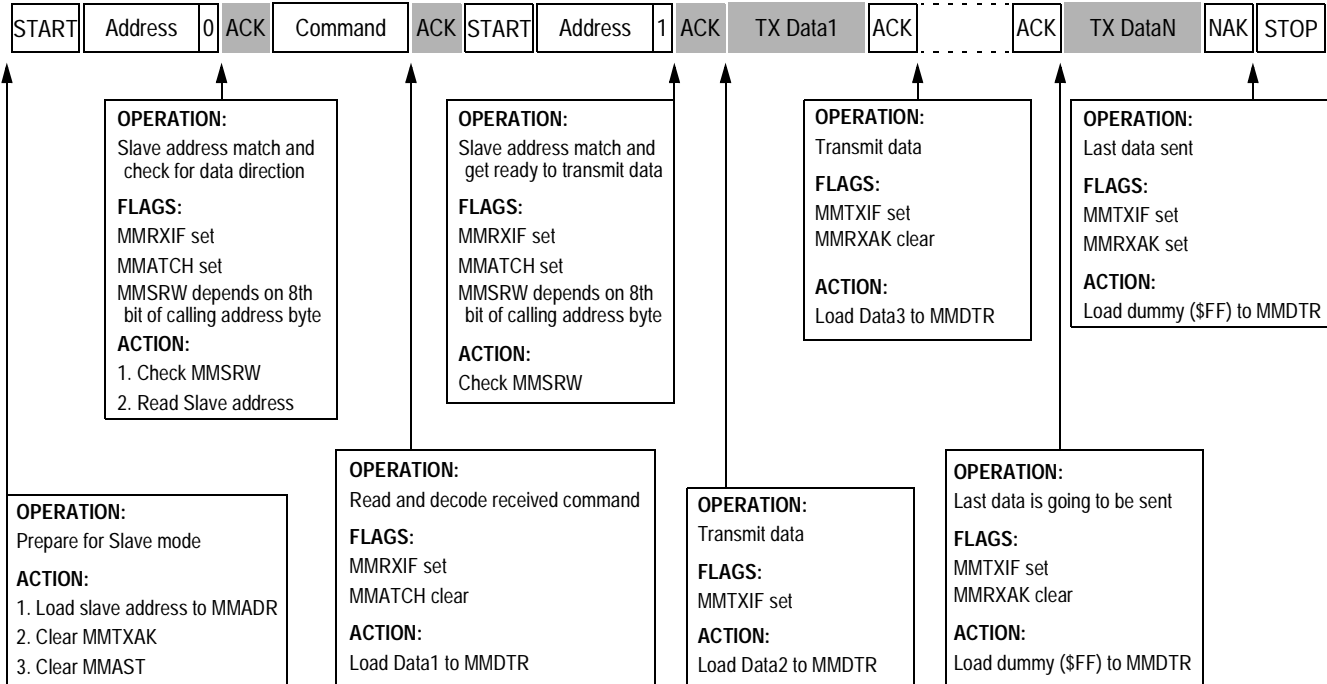 START Address 0 ACK Command ACK START Address 1 ACK TX Data1 ACK ACK TX DataN NAK STOP
OPERATION:
Slave address match and
check for data direction
FLAGS:
MMRXIF set
MMATCH set
MMSRW depends on 8th
bit of calling address byte
ACTION:
1. Check MMSRW
2. Read Slave address
OPERATION:
Slave address match and
get ready to transmit data
FLAGS:
MMRXIF set
MMATCH set
MMSRW depends on 8th
bit of calling address byte
ACTION:
Check MMSRW
OPERATION:
Transmit data
FLAGS:
MMTXIF set
MMRXAK clear
ACTION:
Load Data3 to MMDTR
OPERATION:
Last data sent
FLAGS:
MMTXIF set
MMRXAK set
ACTION:
Load dummy ($FF) to MMDTR
OPERATION:
Prepare for Slave mode
ACTION:
1. Load slave address to MMADR
2. Clear MMTXAK
3. Clear MMAST
OPERATION:
Read and decode received command
FLAGS:
MMRXIF set
MMATCH clear
ACTION:
Load Data1 to MMDTR
OPERATION:
Transmit data
FLAGS:
MMTXIF set
ACTION:
Load Data2 to MMDTR
OPERATION:
Last data is going to be sent
FLAGS:
MMTXIF set
MMRXAK clear
ACTION:
Load dummy ($FF) to MMDTR